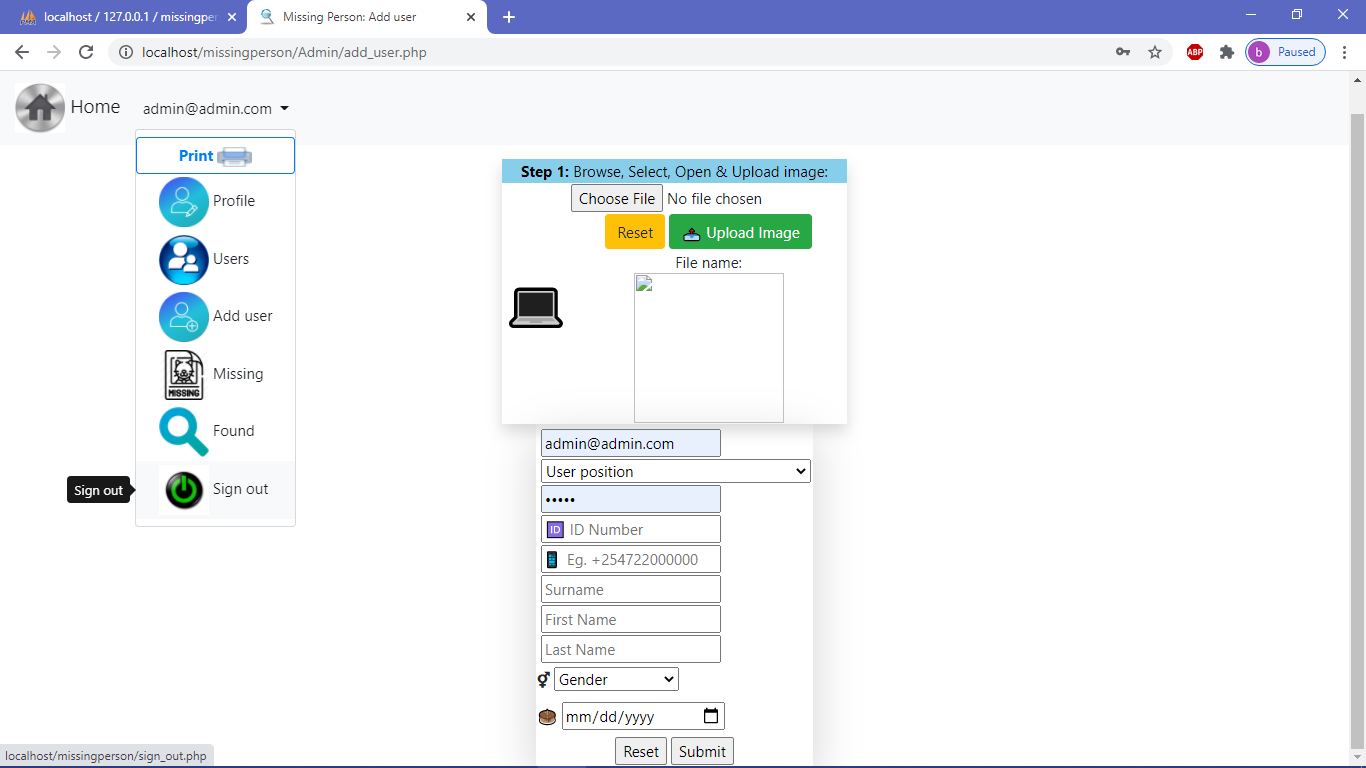 localhost / 127.0.0.1 / missingper
Missing Person: Add user
localhost/missingperson/Admin/add_user.php
ABP
b
Paused
Home
admin@admin.com
Print
Profile
Users
Add user
MISSING
Missing
Found
Sign out
Sign out
Step 1: Browse, Select, Open & Upload image:
Choose File No file chosen
Reset
Upload Image
File name:
admin@admin.com
User position
•••••
ID ID Number
Eg. +254722000000
Surname
First Name
Last Name
Gender
mm/dd/yyyy
Reset Submit
localhost/missingperson/sign_out.php